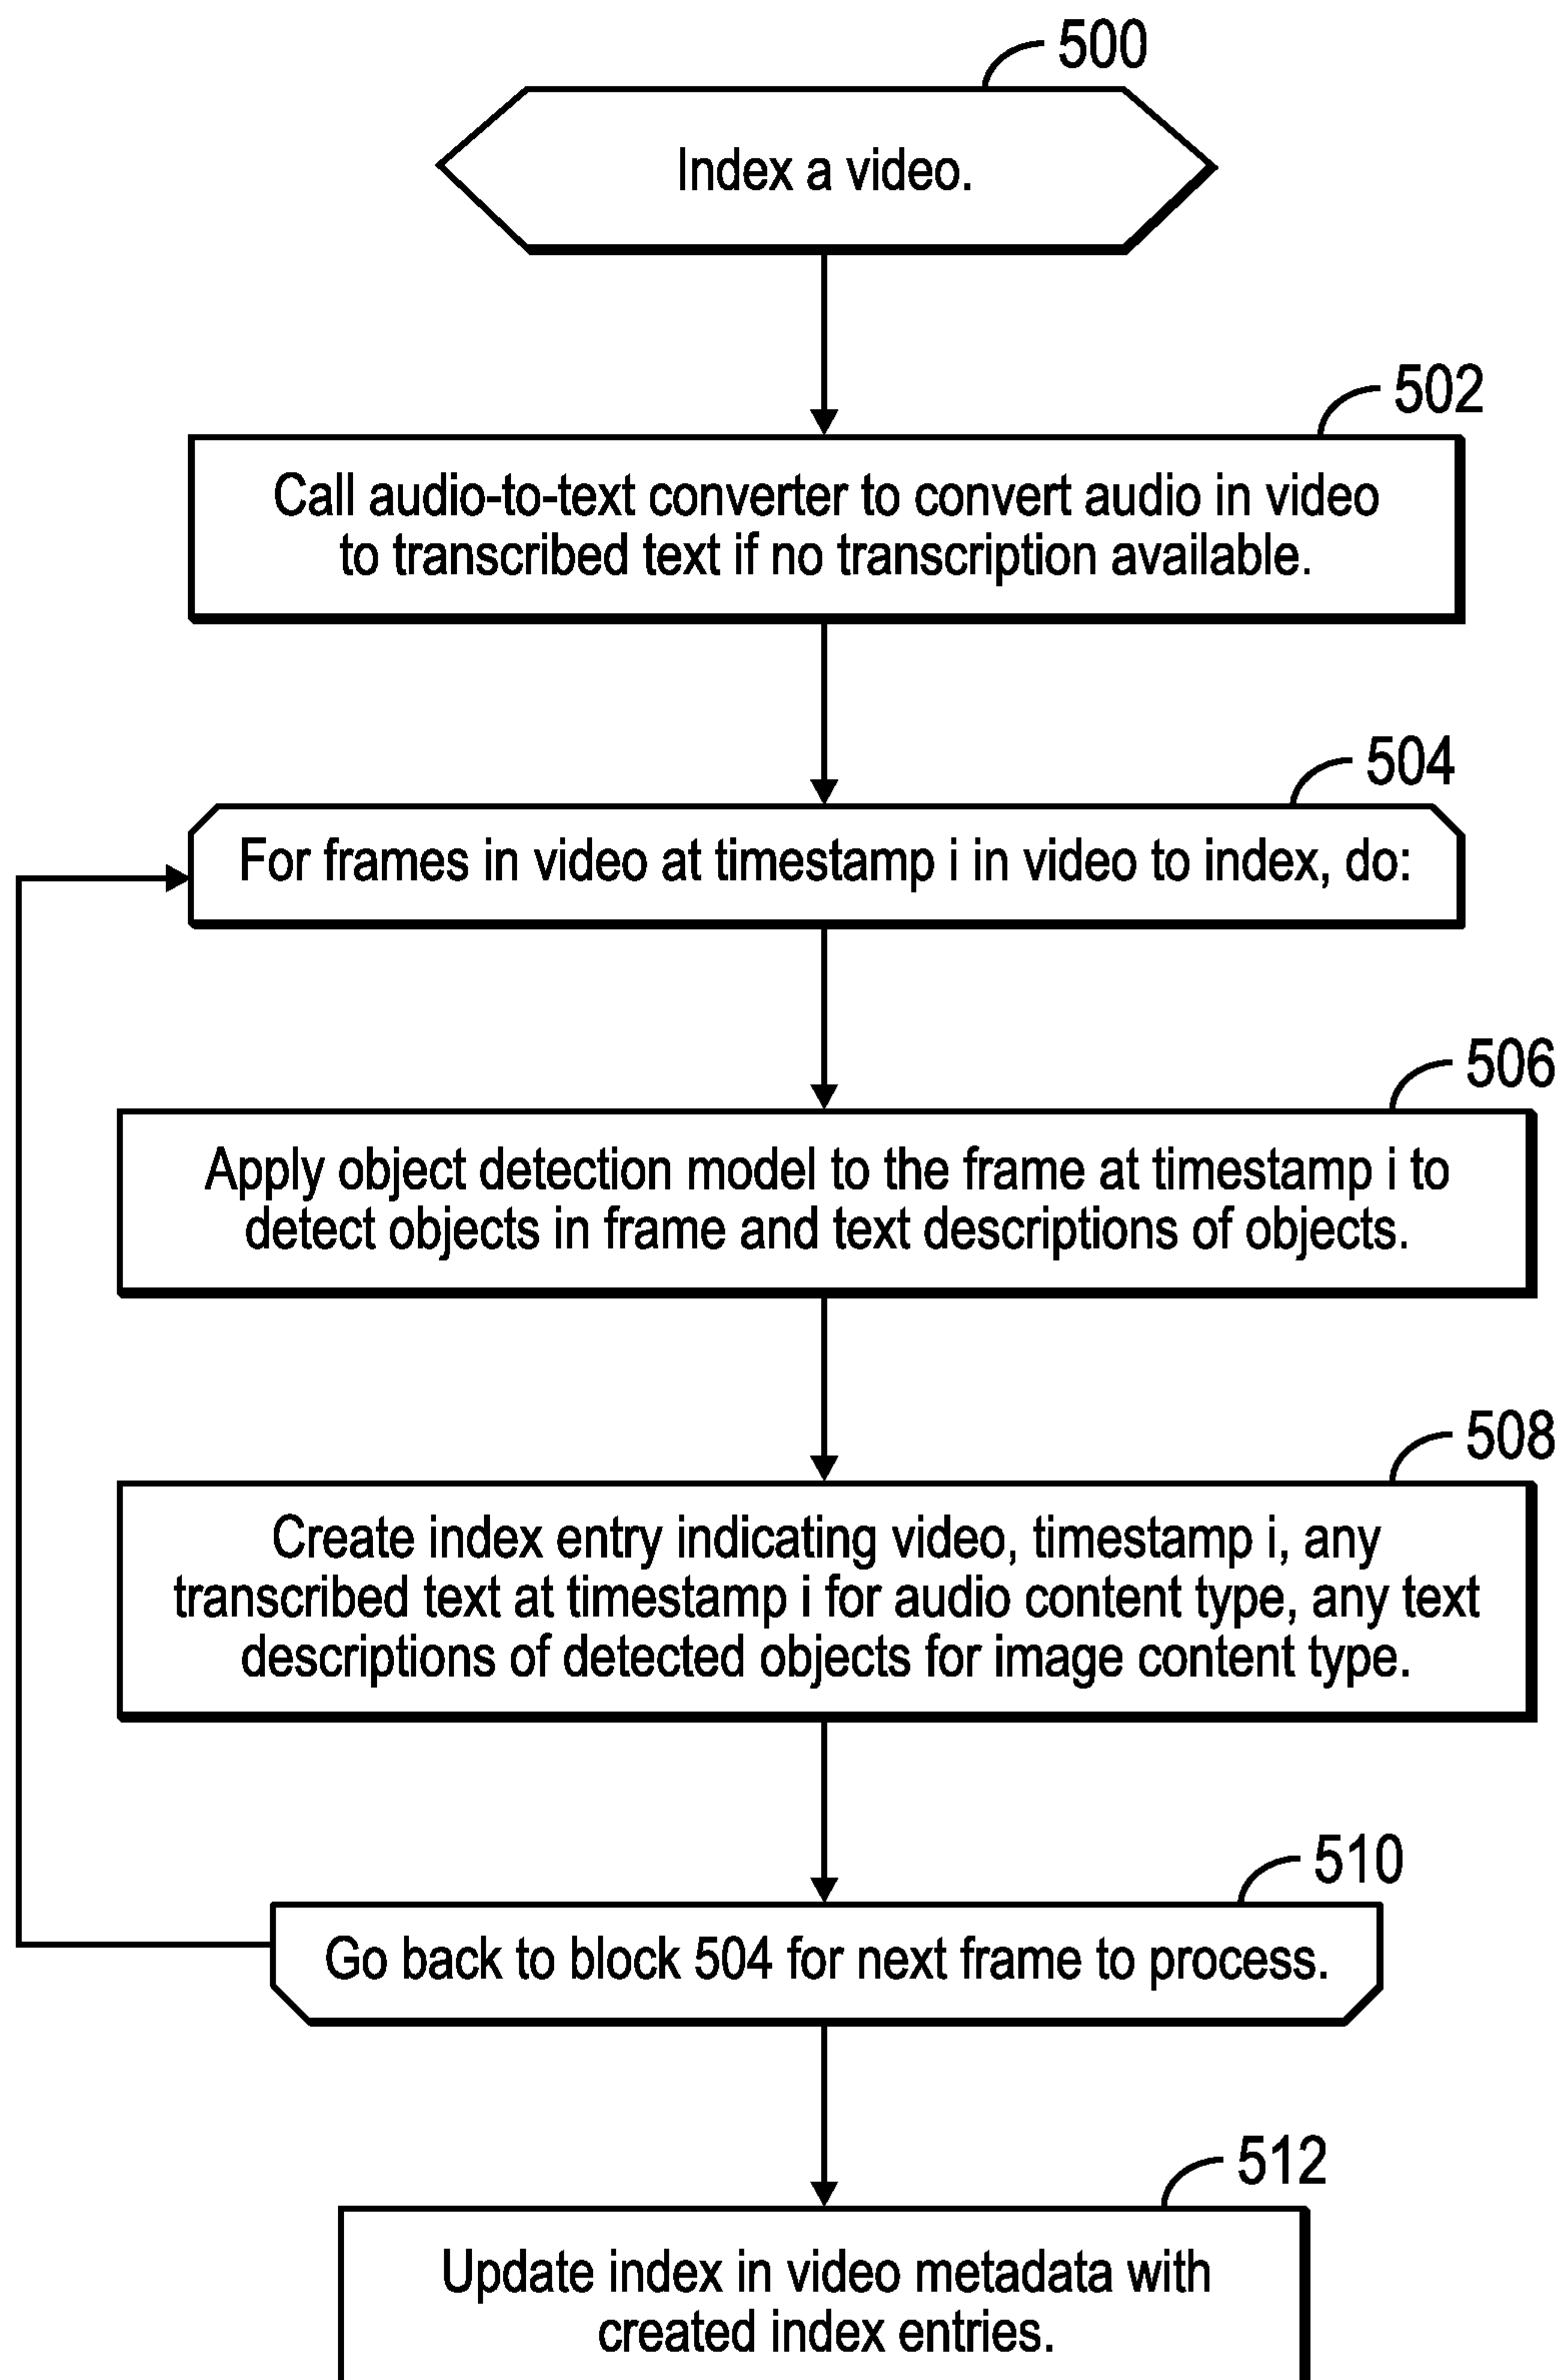 500
Index a video.
502
Call audio-to-text converter to convert audio in video
to transcribed text if no transcription available.
504
For frames in video at timestamp i in video to index, do:
506
Apply object detection model to the frame at timestamp i to
detect objects in frame and text descriptions of objects.
508
Create index entry indicating video, timestamp i, any
transcribed text at timestamp i for audio content type, any text
descriptions of detected objects for image content type.
510
Go back to block 504 for next frame to process.
512
Update index in video metadata with
created index entries.